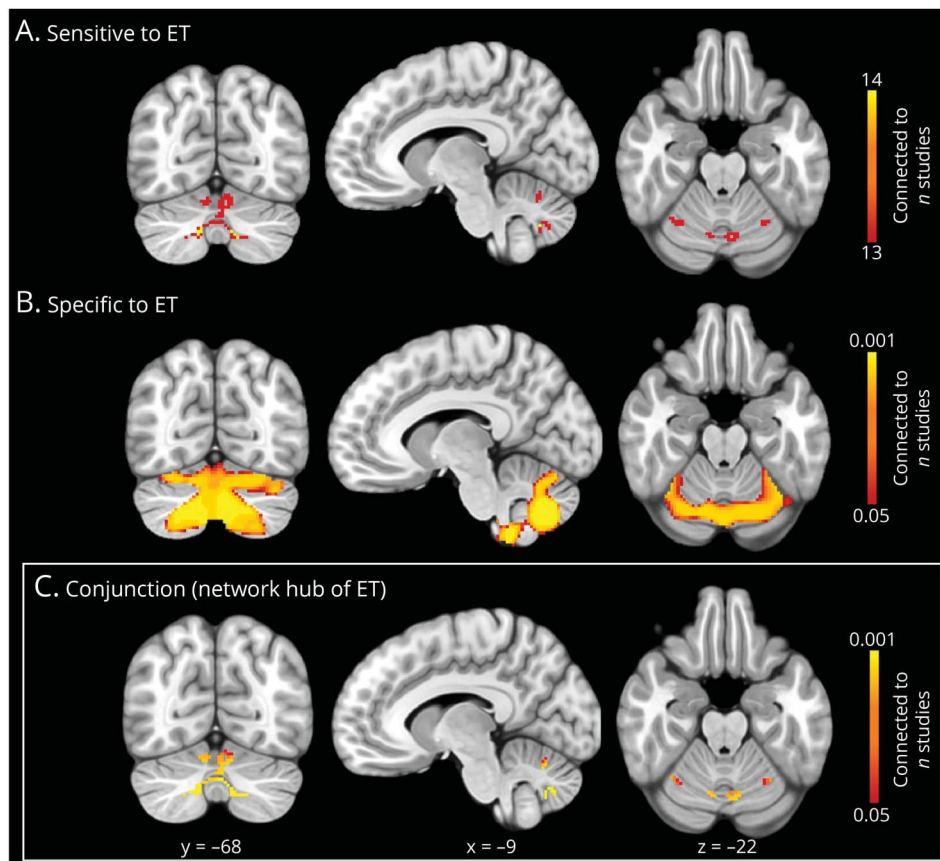 A. Sensitive to ET
14
Connected to
n studies
13
B. Specific to ET
0.001
Connected to
n studies
0.05
C. Conjunction (network hub of ET)
0.001
Connected to
n studies
0.05
y = –68
x = –9
z = –22